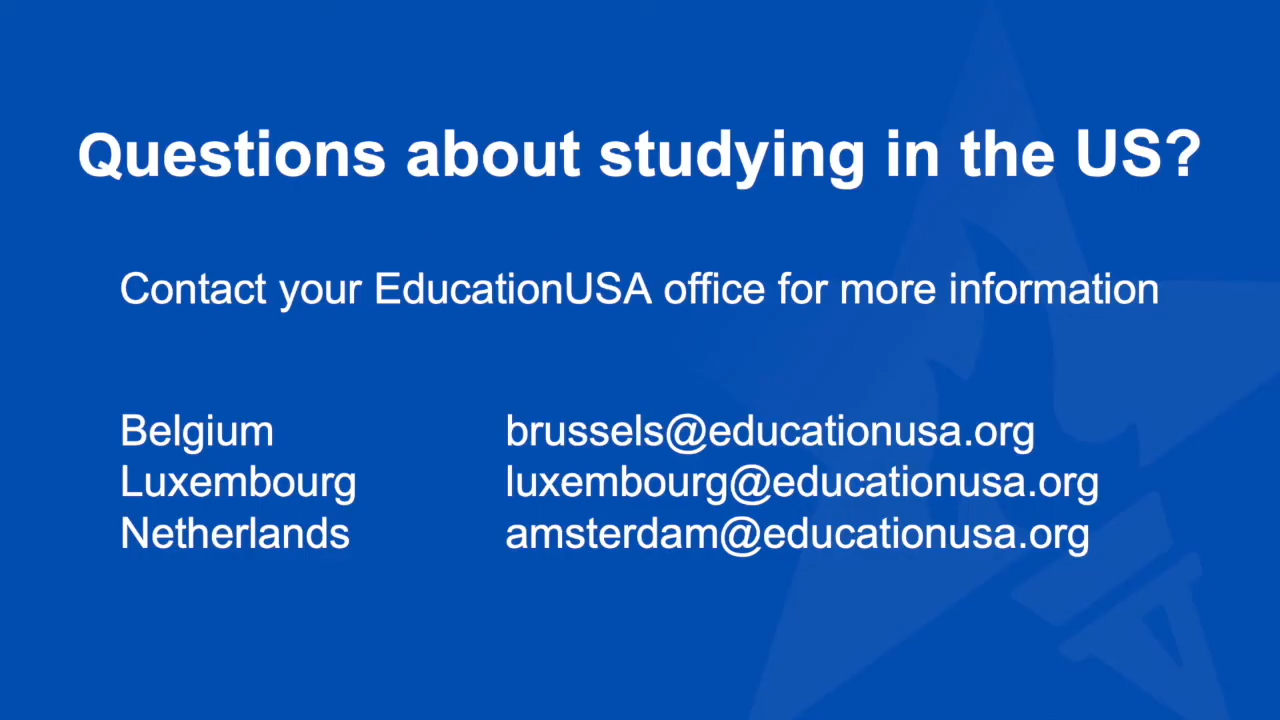 Questions about studying in the US?
Contact your EducationUSA office for more information
Belgium brussels@educationusa.org
Luxembourg luxembourg@educationusa.org
Netherlands amsterdam@educationusa.org